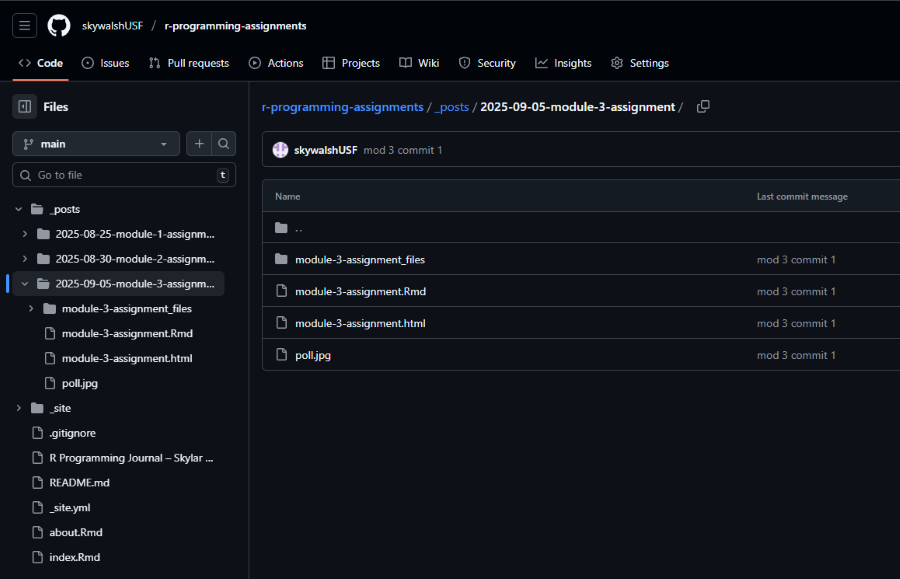 skywalshUSF / r-programming-assignments
Code Issues Pull requests Actions Projects Wiki Security Insights Settings
Files
main
Go to file t
_posts
2025-08-25-module-1-assignm...
2025-08-30-module-2-assignm...
2025-09-05-module-3-assignm...
module-3-assignment_files
module-3-assignment.Rmd
module-3-assignment.html
poll.jpg
_site
.gitignore
R Programming Journal – Skylar ...
README.md
_site.yml
about.Rmd
index.Rmd
r-programming-assignments / _posts / 2025-09-05-module-3-assignment /
skywalshUSF mod 3 commit 1
Name Last commit message
..
module-3-assignment_files mod 3 commit 1
module-3-assignment.Rmd mod 3 commit 1
module-3-assignment.html mod 3 commit 1
poll.jpg mod 3 commit 1